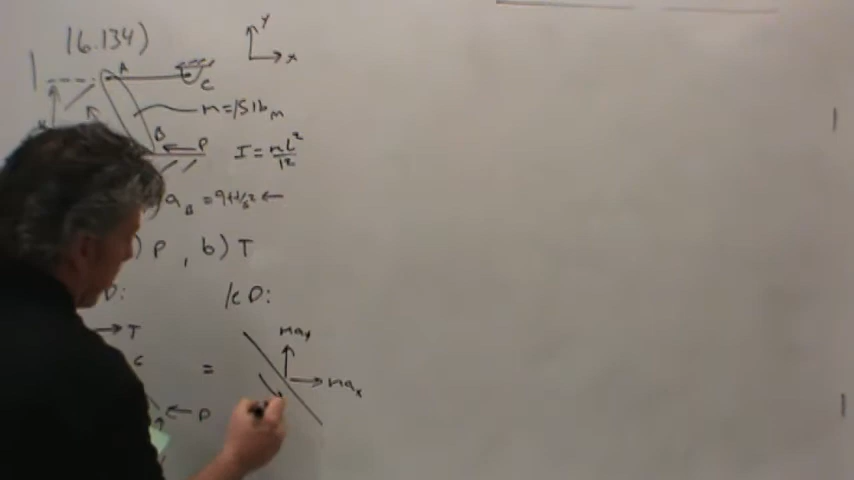 16.134)
y
x
A
C
m=15lbm
B
P
I=ml²/12
aB=9ft/s²←
) P, b) T
D:
KD:
T
G
=
may
max
P